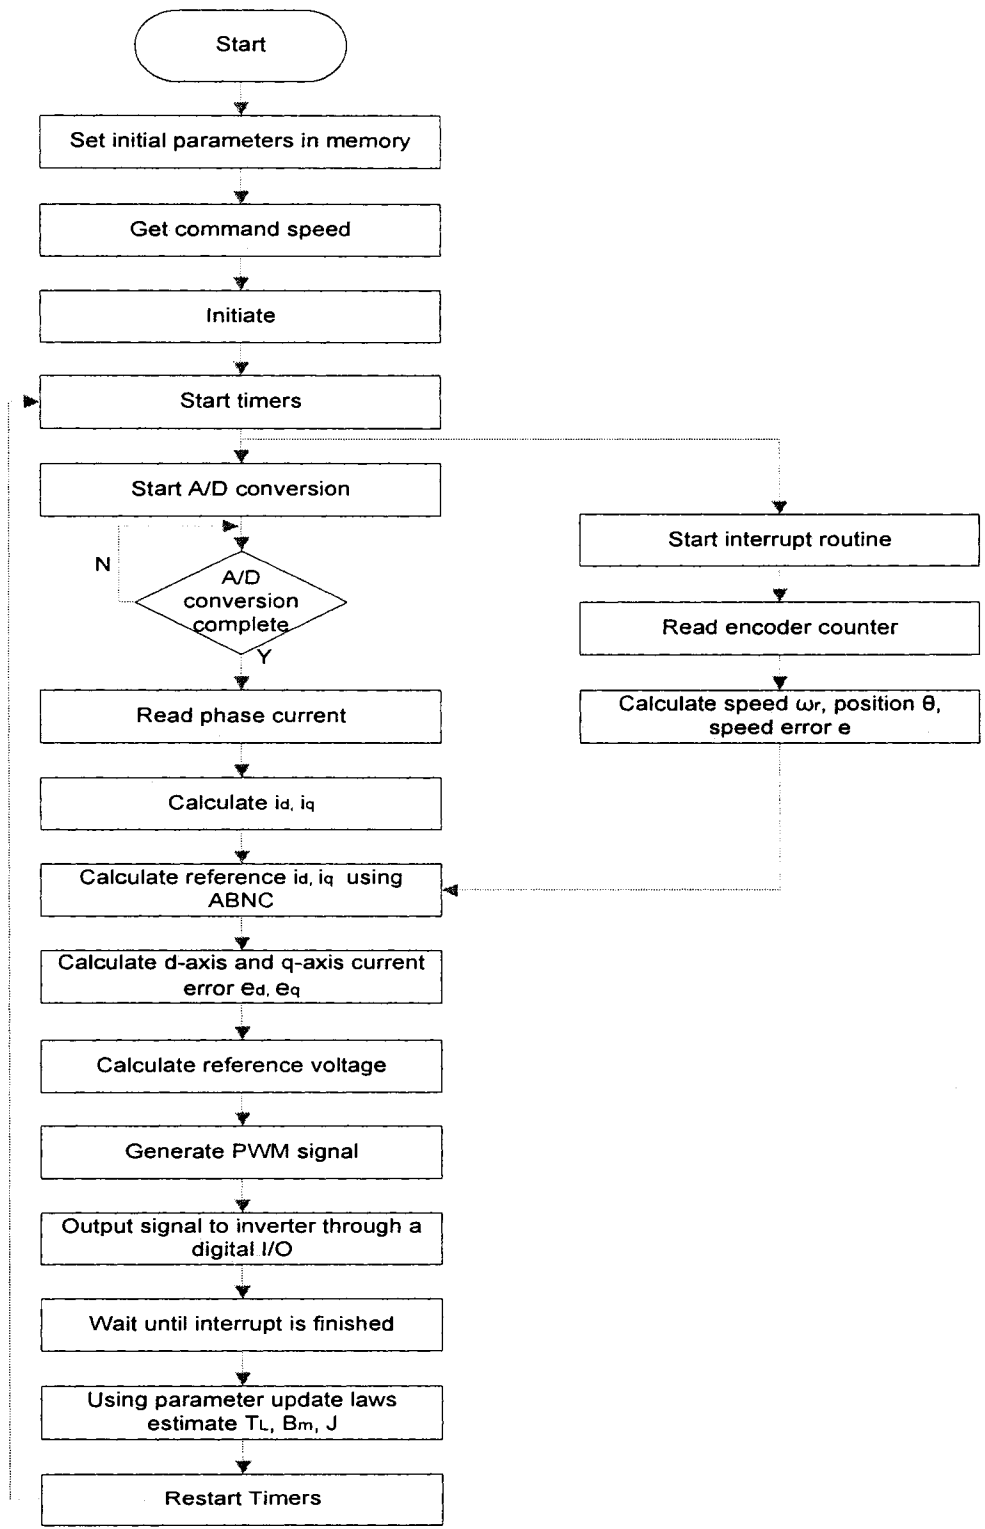 Start
Set initial parameters in memory
Get command speed
Initiate
Start timers
Start A/D conversion
N
A/D
conversion
complete
Y
Read phase current
Calculate id, iq
Calculate reference id, iq using
ABNC
Calculate d-axis and q-axis current
error ed, eq
Calculate reference voltage
Generate PWM signal
Output signal to inverter through a
digital I/O
Wait until interrupt is finished
Using parameter update laws
estimate TL, Bm, J
Restart Timers
Start interrupt routine
Read encoder counter
Calculate speed ωr, position θ,
speed error e